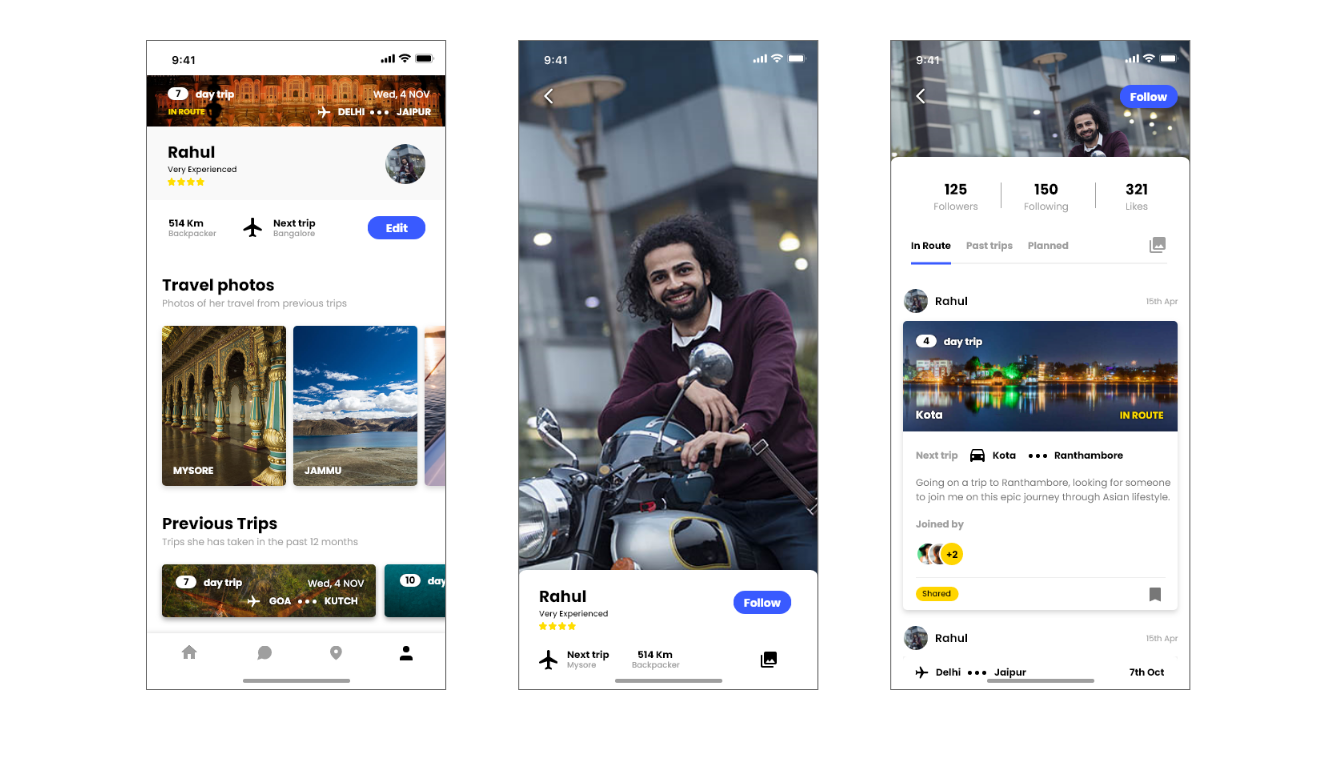 9:41
7 day trip Wed, 4 NOV
IN ROUTE DELHI JAIPUR
Rahul
Very Experienced
514 Km
Backpacker
Next trip
Bangalore
Edit
Travel photos
Photos of her travel from previous trips
MYSORE
JAMMU
Previous Trips
Trips she has taken in the past 12 months
7 day trip Wed, 4 NOV
GOA KUTCH
10 day
9:41
Rahul
Very Experienced
Follow
Next trip
Mysore
514 Km
Backpacker
9:41
Follow
125
Followers
150
Following
321
Likes
In Route Past trips Planned
Rahul 15th Apr
4 day trip
Kota IN ROUTE
Next trip Kota Ranthambore
Going on a trip to Ranthambore, looking for someone
to join me on this epic journey through Asian lifestyle.
Joined by
+2
Shared
Rahul 15th Apr
Delhi Jaipur 7th Oct